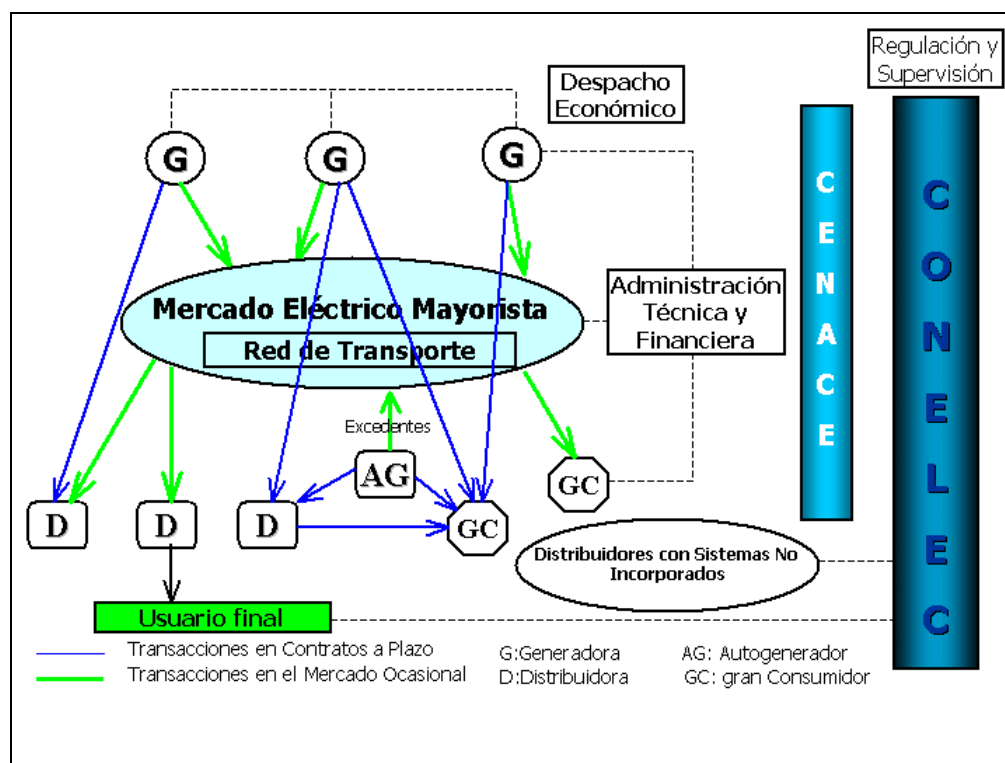 Regulación y
Supervisión
Despacho
Económico
G
G
G
CENACE
CONELEC
Mercado Eléctrico Mayorista
Red de Transporte
Administración
Técnica y
Financiera
Excedentes
AG
GC
D
D
D
GC
Distribuidores con Sistemas No
Incorporados
Usuario final
Transacciones en Contratos a Plazo
G:Generadora
AG: Autogenerador
Transacciones en el Mercado Ocasional
D:Distribuidora
GC: gran Consumidor